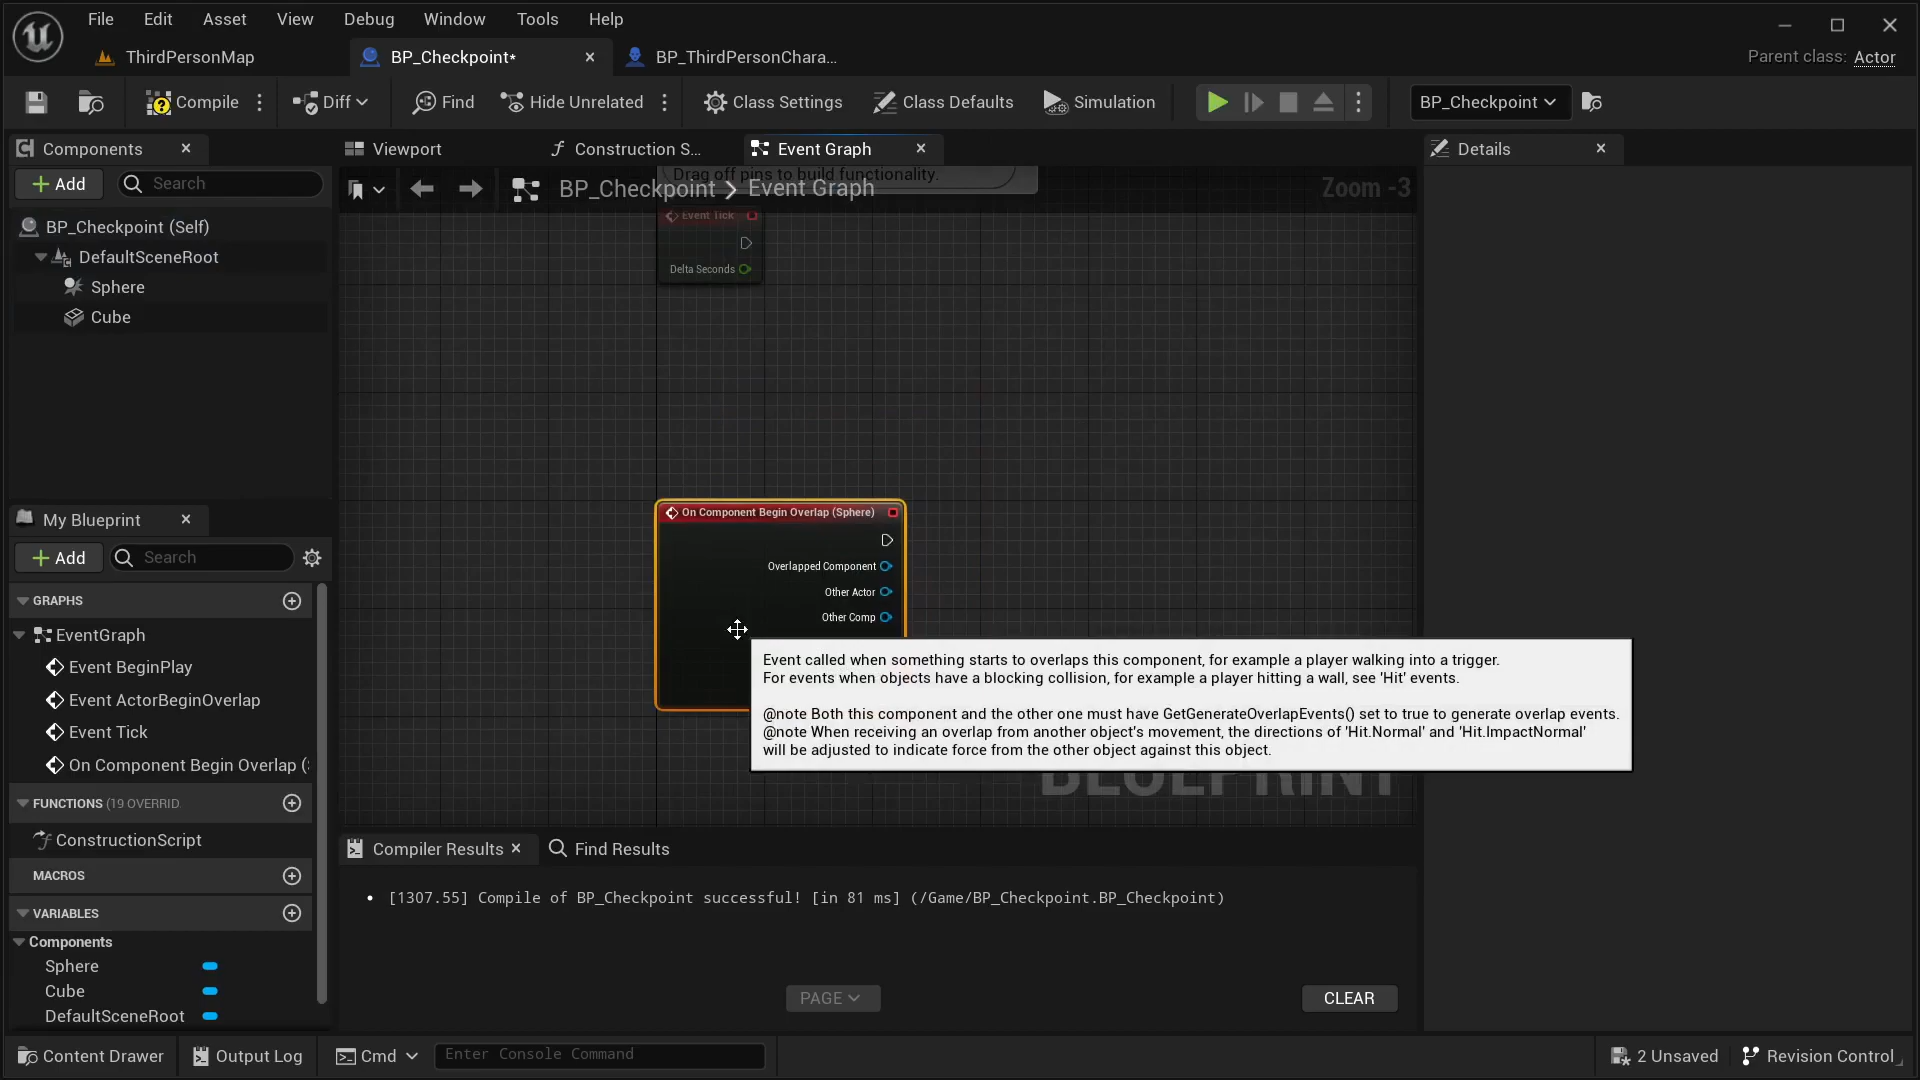 File Edit Asset View Debug Window Tools Help
ThirdPersonMap
BP_Checkpoint*
BP_ThirdPersonChara...
Parent class: Actor
Compile
Diff
Find
Hide Unrelated
Class Settings
Class Defaults
Simulation
BP_Checkpoint
Components
Viewport
Construction S...
Event Graph
Details
Add
Search
Drag off pins to build functionality.
BP_Checkpoint > Event Graph
Zoom -3
BP_Checkpoint (Self)
DefaultSceneRoot
Sphere
Cube
Event Tick
Delta Seconds
On Component Begin Overlap (Sphere)
Overlapped Component
Other Actor
Other Comp
Event called when something starts to overlaps this component, for example a player walking into a trigger.
For events when objects have a blocking collision, for example a player hitting a wall, see 'Hit' events.
@note Both this component and the other one must have GetGenerateOverlapEvents() set to true to generate overlap events.
@note When receiving an overlap from another object's movement, the directions of 'Hit.Normal' and 'Hit.ImpactNormal'
will be adjusted to indicate force from the other object against this object.
BLUEPRINT
My Blueprint
Add
Search
GRAPHS
EventGraph
Event BeginPlay
Event ActorBeginOverlap
Event Tick
On Component Begin Overlap (
FUNCTIONS (19 OVERRID
ConstructionScript
MACROS
VARIABLES
Components
Sphere
Cube
DefaultSceneRoot
Compiler Results
Find Results
[1307.55] Compile of BP_Checkpoint successful! [in 81 ms] (/Game/BP_Checkpoint.BP_Checkpoint)
PAGE
CLEAR
Content Drawer
Output Log
Cmd
Enter Console Command
2 Unsaved
Revision Control